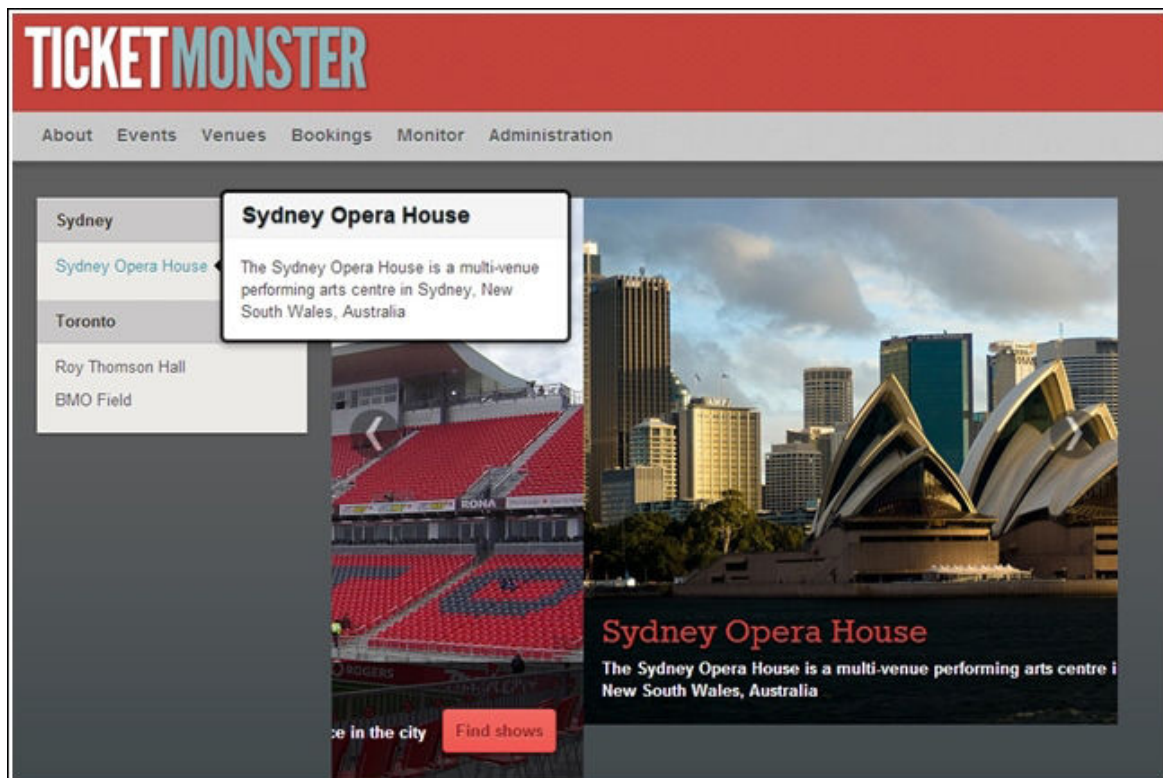 TICKETMONSTER
About Events Venues Bookings Monitor Administration
Sydney
Sydney Opera House
Toronto
Roy Thomson Hall
BMO Field
Sydney Opera House
The Sydney Opera House is a multi-venue
performing arts centre in Sydney, New
South Wales, Australia
RONA
ROGERS
ce in the city
Find shows
Sydney Opera House
The Sydney Opera House is a multi-venue performing arts centre i
New South Wales, Australia